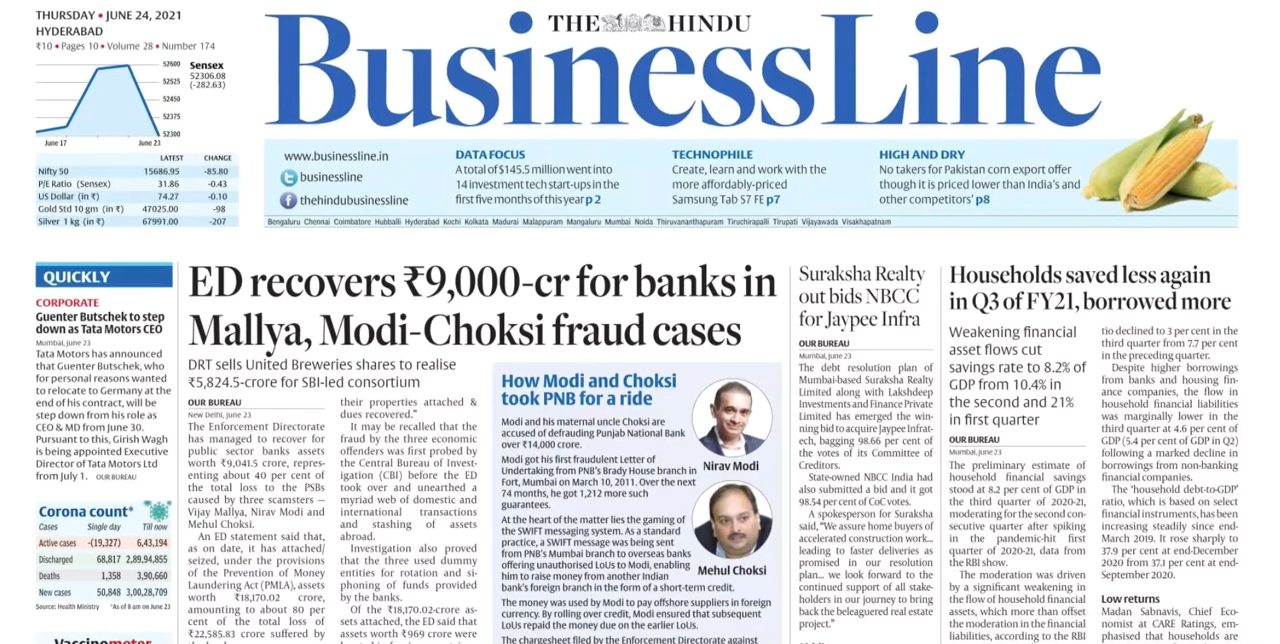 THURSDAY • JUNE 24, 2021
HYDERABAD
₹10 • Pages 10 • Volume 28 • Number 174
52600
52525
52450
52375
52300
June 17
June 23
Sensex
52306.08
(-282.63)
LATEST CHANGE
Nifty 50 15686.95 -85.80
P/E Ratio (Sensex) 31.86 -0.43
US Dollar (in ₹) 74.27 -0.10
Gold Std 10 gm (in ₹) 47025.00 -98
Silver 1 kg (in ₹) 67991.00 -207
THE HINDU
BusinessLine
www.businessline.in
businessline
thehindubusinessline
DATA FOCUS
A total of $145.5 million went into
14 investment tech start-ups in the
first five months of this year p2
TECHNOPHILE
Create, learn and work with the
more affordably-priced
Samsung Tab S7 FE p7
HIGH AND DRY
No takers for Pakistan corn export offer
though it is priced lower than India's and
other competitors' p8
Bengaluru Chennai Coimbatore Hubballi Hyderabad Kochi Kolkata Madurai Malappuram Mangaluru Mumbai Noida Thiruvananthapuram Tiruchirapalli Tirupati Vijayawada Visakhapatnam
QUICKLY
CORPORATE
Guenter Butschek to step
down as Tata Motors CEO
Mumbai, June 23
Tata Motors has announced
that Guenter Butschek, who
for personal reasons wanted
to relocate to Germany at the
end of his contract, will be
step down from his role as
CEO & MD from June 30.
Pursuant to this, Girish Wagh
is being appointed Executive
Director of Tata Motors Ltd
from July 1. OUR BUREAU
Corona count*
Cases Single day Till now
Active cases -(19,327) 6,43,194
Discharged 68,817 2,89,94,855
Deaths 1,358 3,90,660
New cases 50,848 3,00,28,709
Source: Health Ministry *As of 8 am on June 23
Vaccinometer
ED recovers ₹9,000-cr for banks in
Mallya, Modi-Choksi fraud cases
DRT sells United Breweries shares to realise
₹5,824.5-crore for SBI-led consortium
OUR BUREAU
New Delhi, June 23
The Enforcement Directorate
has managed to recover for
public sector banks assets
worth ₹9,041.5 crore, repres-
enting about 40 per cent of
the total loss to the PSBs
caused by three scamsters —
Vijay Mallya, Nirav Modi and
Mehul Choksi.
An ED statement said that,
as on date, it has attached/
seized, under the provisions
of the Prevention of Money
Laundering Act (PMLA), assets
worth ₹18,170.02 crore,
amounting to about 80 per
cent of the total loss of
₹22,585.83 crore suffered by
their properties attached &
dues recovered."
It may be recalled that the
fraud by the three economic
offenders was first probed by
the Central Bureau of Invest-
igation (CBI) before the ED
took over and unearthed a
myriad web of domestic and
international transactions
and stashing of assets
abroad.
Investigation also proved
that the three used dummy
entities for rotation and si-
phoning of funds provided
by the banks.
Of the ₹18,170.02-crore as-
sets attached, the ED said that
assets worth ₹969 crore were
How Modi and Choksi
took PNB for a ride
Modi and his maternal uncle Choksi are
accused of defrauding Punjab National Bank
over ₹14,000 crore.
Modi got his first fraudulent Letter of
Undertaking from PNB's Brady House branch in
Fort, Mumbai on March 10, 2011. Over the next
74 months, he got 1,212 more such
guarantees.
At the heart of the matter lies the gaming of
the SWIFT messaging system. As a standard
practice, a SWIFT message was being sent
from PNB's Mumbai branch to overseas banks
offering unauthorised LoUs to Modi, enabling
him to raise money from another Indian
bank's foreign branch in the form of a short-term credit.
The money was used by Modi to pay offshore suppliers in foreign
currency. By rolling over credit, Modi ensured that subsequent
LoUs repaid the money due on the earlier LoUs.
The chargesheet filed by the Enforcement Directorate against
Nirav Modi
Mehul Choksi
Suraksha Realty
out bids NBCC
for Jaypee Infra
OUR BUREAU
Mumbai, June 23
The debt resolution plan of
Mumbai-based Suraksha Realty
Limited along with Lakshdeep
Investments and Finance Private
Limited has emerged the win-
ning bid to acquire Jaypee Infrat-
ech, bagging 98.66 per cent of
the votes of its Committee of
Creditors.
State-owned NBCC India had
also submitted a bid and it got
98.54 per cent of CoC votes.
A spokesperson for Suraksha
said, "We assure home buyers of
accelerated construction work...
leading to faster deliveries as
promised in our resolution
plan... we look forward to the
continued support of all stake-
holders in our journey to bring
back the beleaguered real estate
project."
Households saved less again
in Q3 of FY21, borrowed more
Weakening financial
asset flows cut
savings rate to 8.2% of
GDP from 10.4% in
the second and 21%
in first quarter
OUR BUREAU
Mumbai, June 23
The preliminary estimate of
household financial savings
stood at 8.2 per cent of GDP in
the third quarter of 2020-21,
moderating for the second con-
secutive quarter after spiking
in the pandemic-hit first
quarter of 2020-21, data from
the RBI show.
The moderation was driven
by a significant weakening in
the flow of household financial
assets, which more than offset
the moderation in the financial
liabilities, according to the RBI
tio declined to 3 per cent in the
third quarter from 7.7 per cent
in the preceding quarter.
Despite higher borrowings
from banks and housing fin-
ance companies, the flow in
household financial liabilities
was marginally lower in the
third quarter at 4.6 per cent of
GDP (5.4 per cent of GDP in Q2)
following a marked decline in
borrowings from non-banking
financial companies.
The 'household debt-to-GDP'
ratio, which is based on select
financial instruments, has been
increasing steadily since end-
March 2019. It rose sharply to
37.9 per cent at end-December
2020 from 37.1 per cent at end-
September 2020.
Low returns
Madan Sabnavis, Chief Eco-
nomist at CARE Ratings, em-
phasised that households are